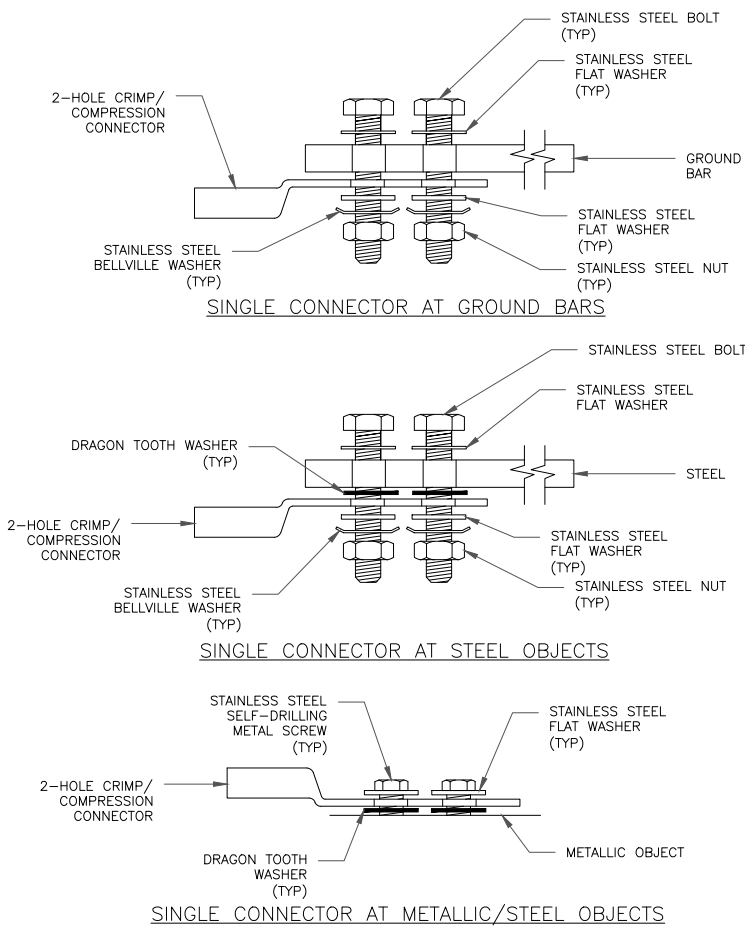 STAINLESS STEEL BOLT
(TYP)
STAINLESS STEEL
FLAT WASHER
(TYP)
2-HOLE CRIMP/
COMPRESSION
CONNECTOR
GROUND
BAR
STAINLESS STEEL
FLAT WASHER
(TYP)
STAINLESS STEEL
BELLVILLE WASHER
(TYP)
STAINLESS STEEL NUT
(TYP)
SINGLE CONNECTOR AT GROUND BARS
STAINLESS STEEL BOLT
STAINLESS STEEL
FLAT WASHER
DRAGON TOOTH WASHER
(TYP)
STEEL
2-HOLE CRIMP/
COMPRESSION
CONNECTOR
STAINLESS STEEL
FLAT WASHER
(TYP)
STAINLESS STEEL
BELLVILLE WASHER
(TYP)
STAINLESS STEEL NUT
(TYP)
SINGLE CONNECTOR AT STEEL OBJECTS
STAINLESS STEEL
SELF-DRILLING
METAL SCREW
(TYP)
STAINLESS STEEL
FLAT WASHER
(TYP)
2-HOLE CRIMP/
COMPRESSION
CONNECTOR
METALLIC OBJECT
DRAGON TOOTH
WASHER
(TYP)
SINGLE CONNECTOR AT METALLIC/STEEL OBJECTS